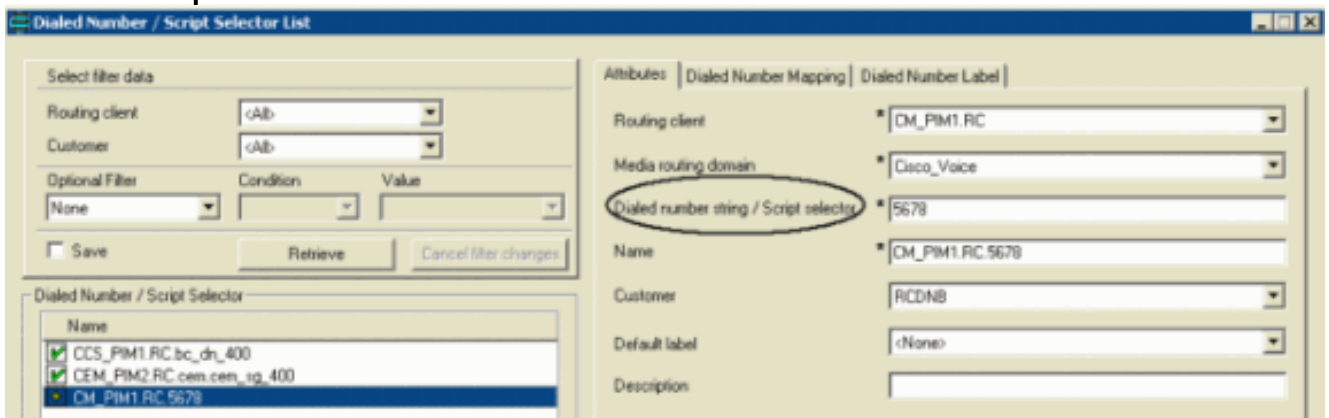 Dialed Number / Script Selector List
Select filter data
Routing client <All>
Customer <All>
Optional Filter Condition Value
None
Save Retrieve Cancel filter changes
Dialed Number / Script Selector
Name
CCS_PIM1.RC.bc_dn_400
CEM_PIM2.RC.cem.cem_sg_400
CM_PIM1.RC.5678
Attributes Dialed Number Mapping Dialed Number Label
Routing client * CM_PIM1.RC
Media routing domain * Cisco_Voice
Dialed number string / Script selector * 5678
Name * CM_PIM1.RC.5678
Customer RCDNB
Default label <None>
Description